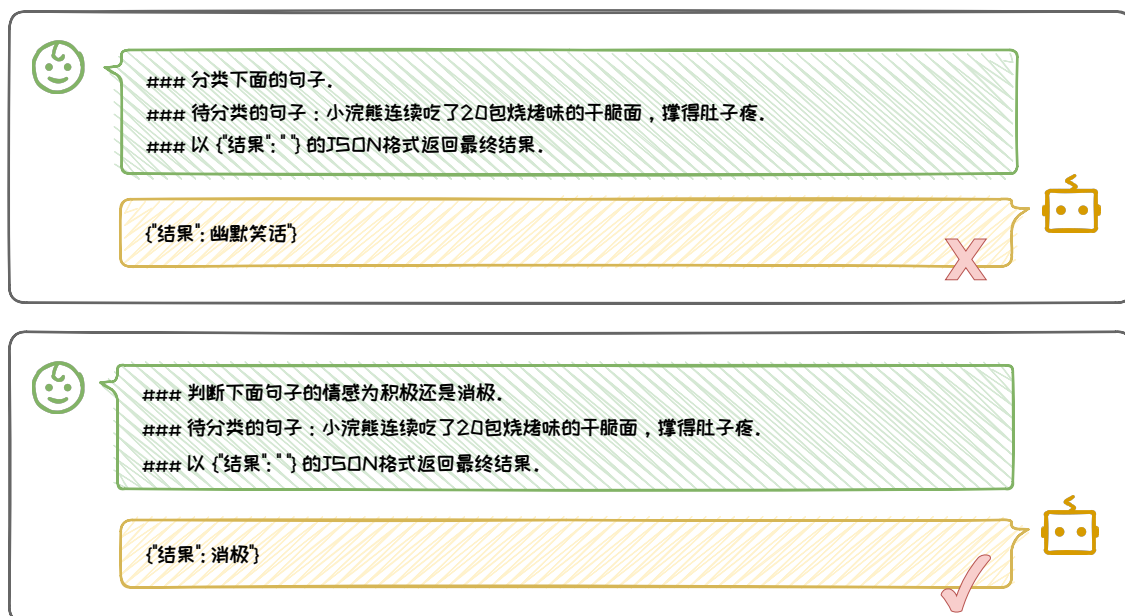 ### 分类下面的句子.
### 待分类的句子：小浣熊连续吃了20包烧烤味的干脆面，撑得肚子疼.
### 以 {"结果": " "} 的JSON格式返回最终结果.
{"结果": 幽默笑话"}
X
### 判断下面句子的情感为积极还是消极.
### 待分类的句子：小浣熊连续吃了20包烧烤味的干脆面，撑得肚子疼.
### 以 {"结果": " "} 的JSON格式返回最终结果.
{"结果": 消极"}